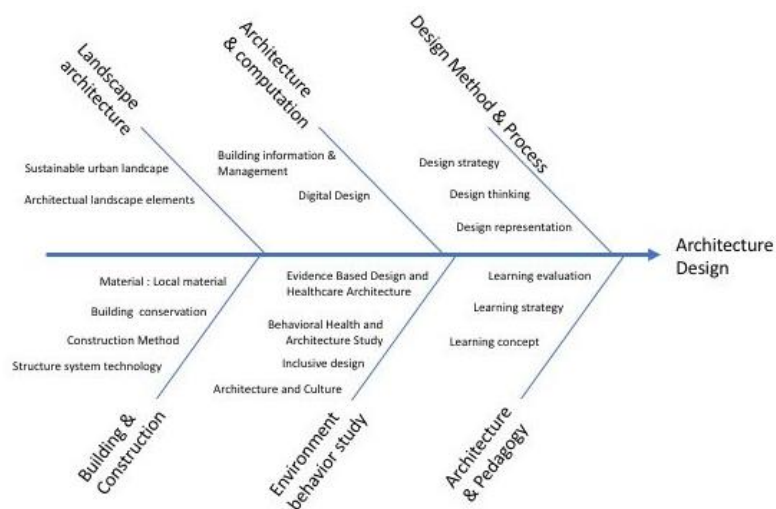 Landscape
architecture
Sustainable urban landcape
Architectual landscape elements
Architecture
& computation
Building information &
Management
Digital Design
Design Method & Process
Design strategy
Design thinking
Design representation
Architecture
Design
Material : Local material
Building conservation
Construction Method
Structure system technology
Building &
Construction
Evidence Based Design and
Healthcare Architecture
Behavioral Health and
Architecture Study
Inclusive design
Architecture and Culture
Environment
behavior study
Learning evaluation
Learning strategy
Learning concept
Architecture
& Pedagogy